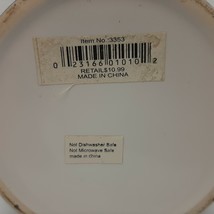 Item No. 3353
0 23166 01010 2
RETAIL$10.99
MADE IN CHINA
Not Dishwasher Safe
Not Microwave Safe
made in china